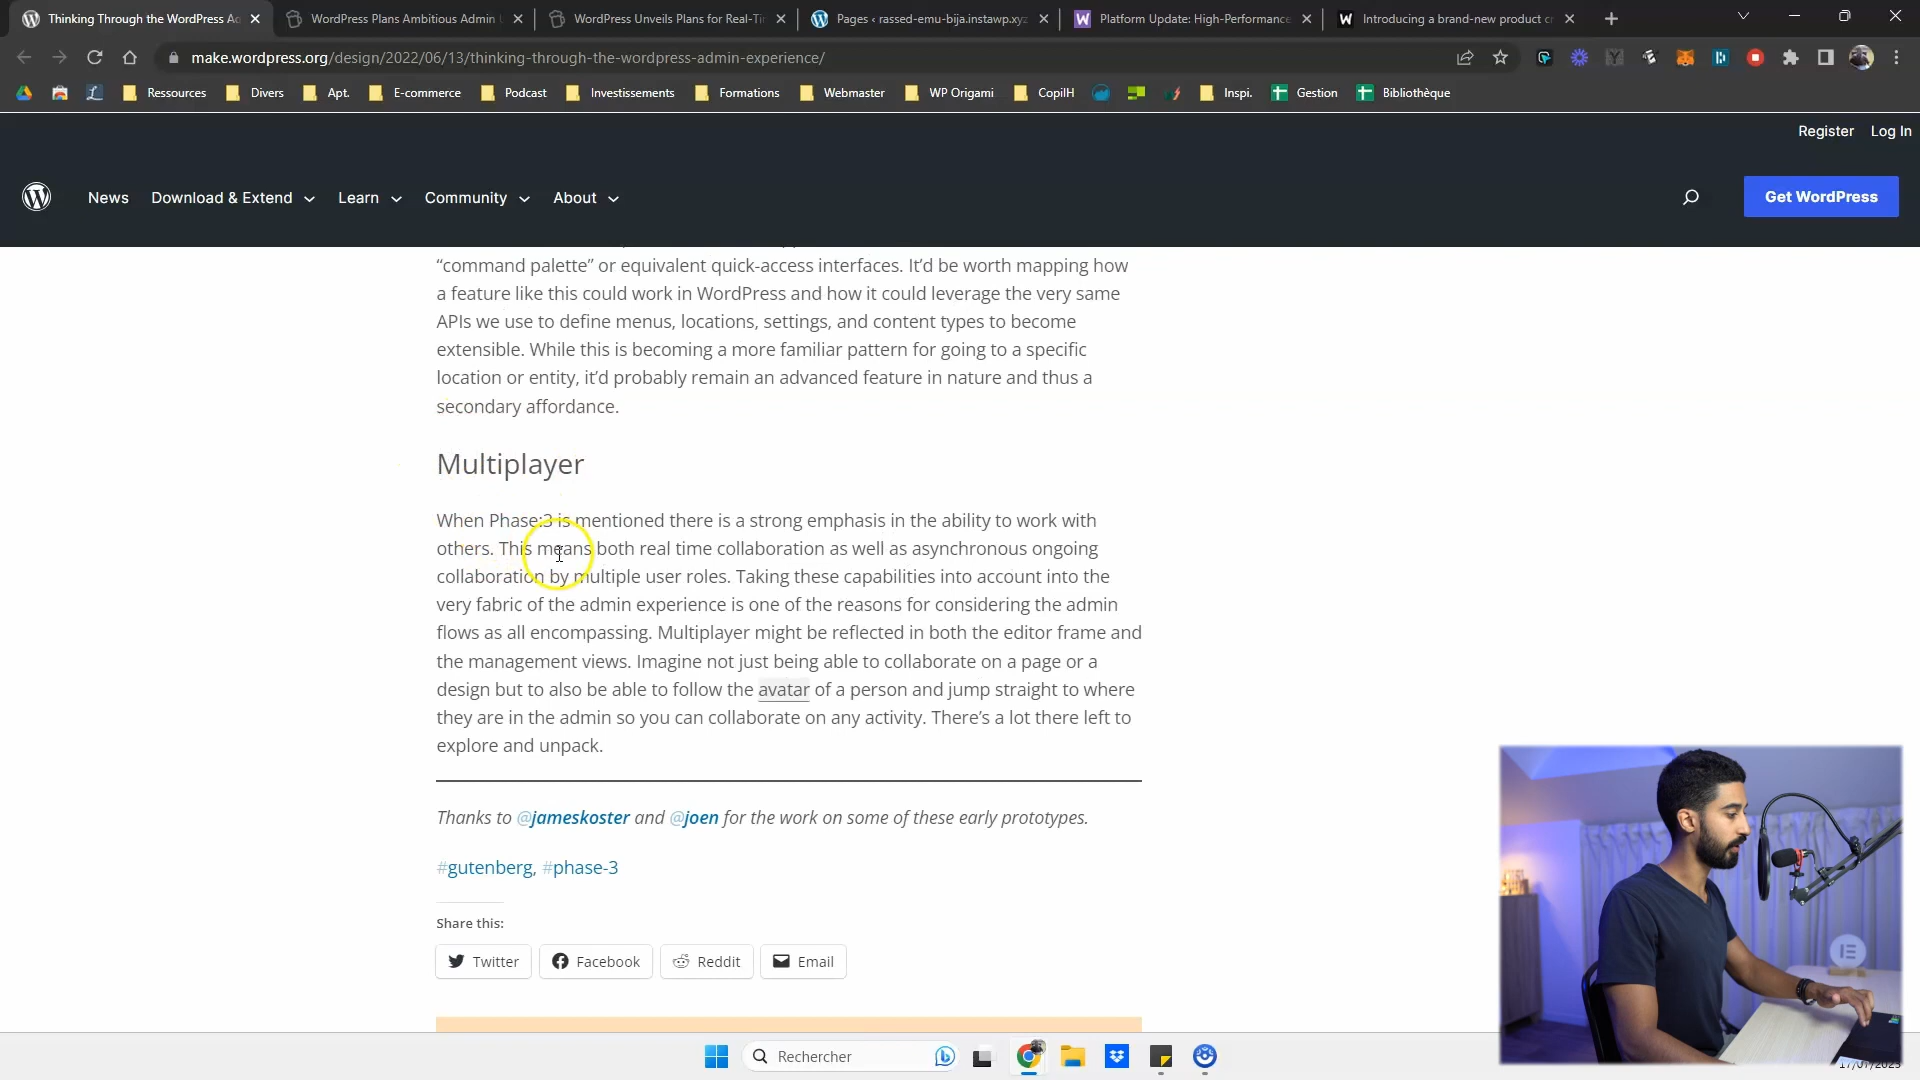 Thinking Through the WordPress Ad
WordPress Plans Ambitious Admin U
WordPress Unveils Plans for Real-Ti
Pages ‹ rassed-emu-bija.instawp.xyz
Platform Update: High-Performance
Introducing a brand-new product cr
make.wordpress.org/design/2022/06/13/thinking-through-the-wordpress-admin-experience/
Ressources
Divers
Apt.
E-commerce
Podcast
Investissements
Formations
Webmaster
WP Origami
CopilH
Inspi.
Gestion
Bibliothèque
Register Log In
News Download & Extend Learn Community About Get WordPress
“command palette” or equivalent quick-access interfaces. It’d be worth mapping how
a feature like this could work in WordPress and how it could leverage the very same
APIs we use to define menus, locations, settings, and content types to become
extensible. While this is becoming a more familiar pattern for going to a specific
location or entity, it’d probably remain an advanced feature in nature and thus a
secondary affordance.
Multiplayer
When Phase:3 is mentioned there is a strong emphasis in the ability to work with
others. This means both real time collaboration as well as asynchronous ongoing
collaboration by multiple user roles. Taking these capabilities into account into the
very fabric of the admin experience is one of the reasons for considering the admin
flows as all encompassing. Multiplayer might be reflected in both the editor frame and
the management views. Imagine not just being able to collaborate on a page or a
design but to also be able to follow the avatar of a person and jump straight to where
they are in the admin so you can collaborate on any activity. There’s a lot there left to
explore and unpack.
Thanks to @jameskoster and @joen for the work on some of these early prototypes.
#gutenberg, #phase-3
Share this:
Twitter Facebook Reddit Email
Rechercher
17/07/2023